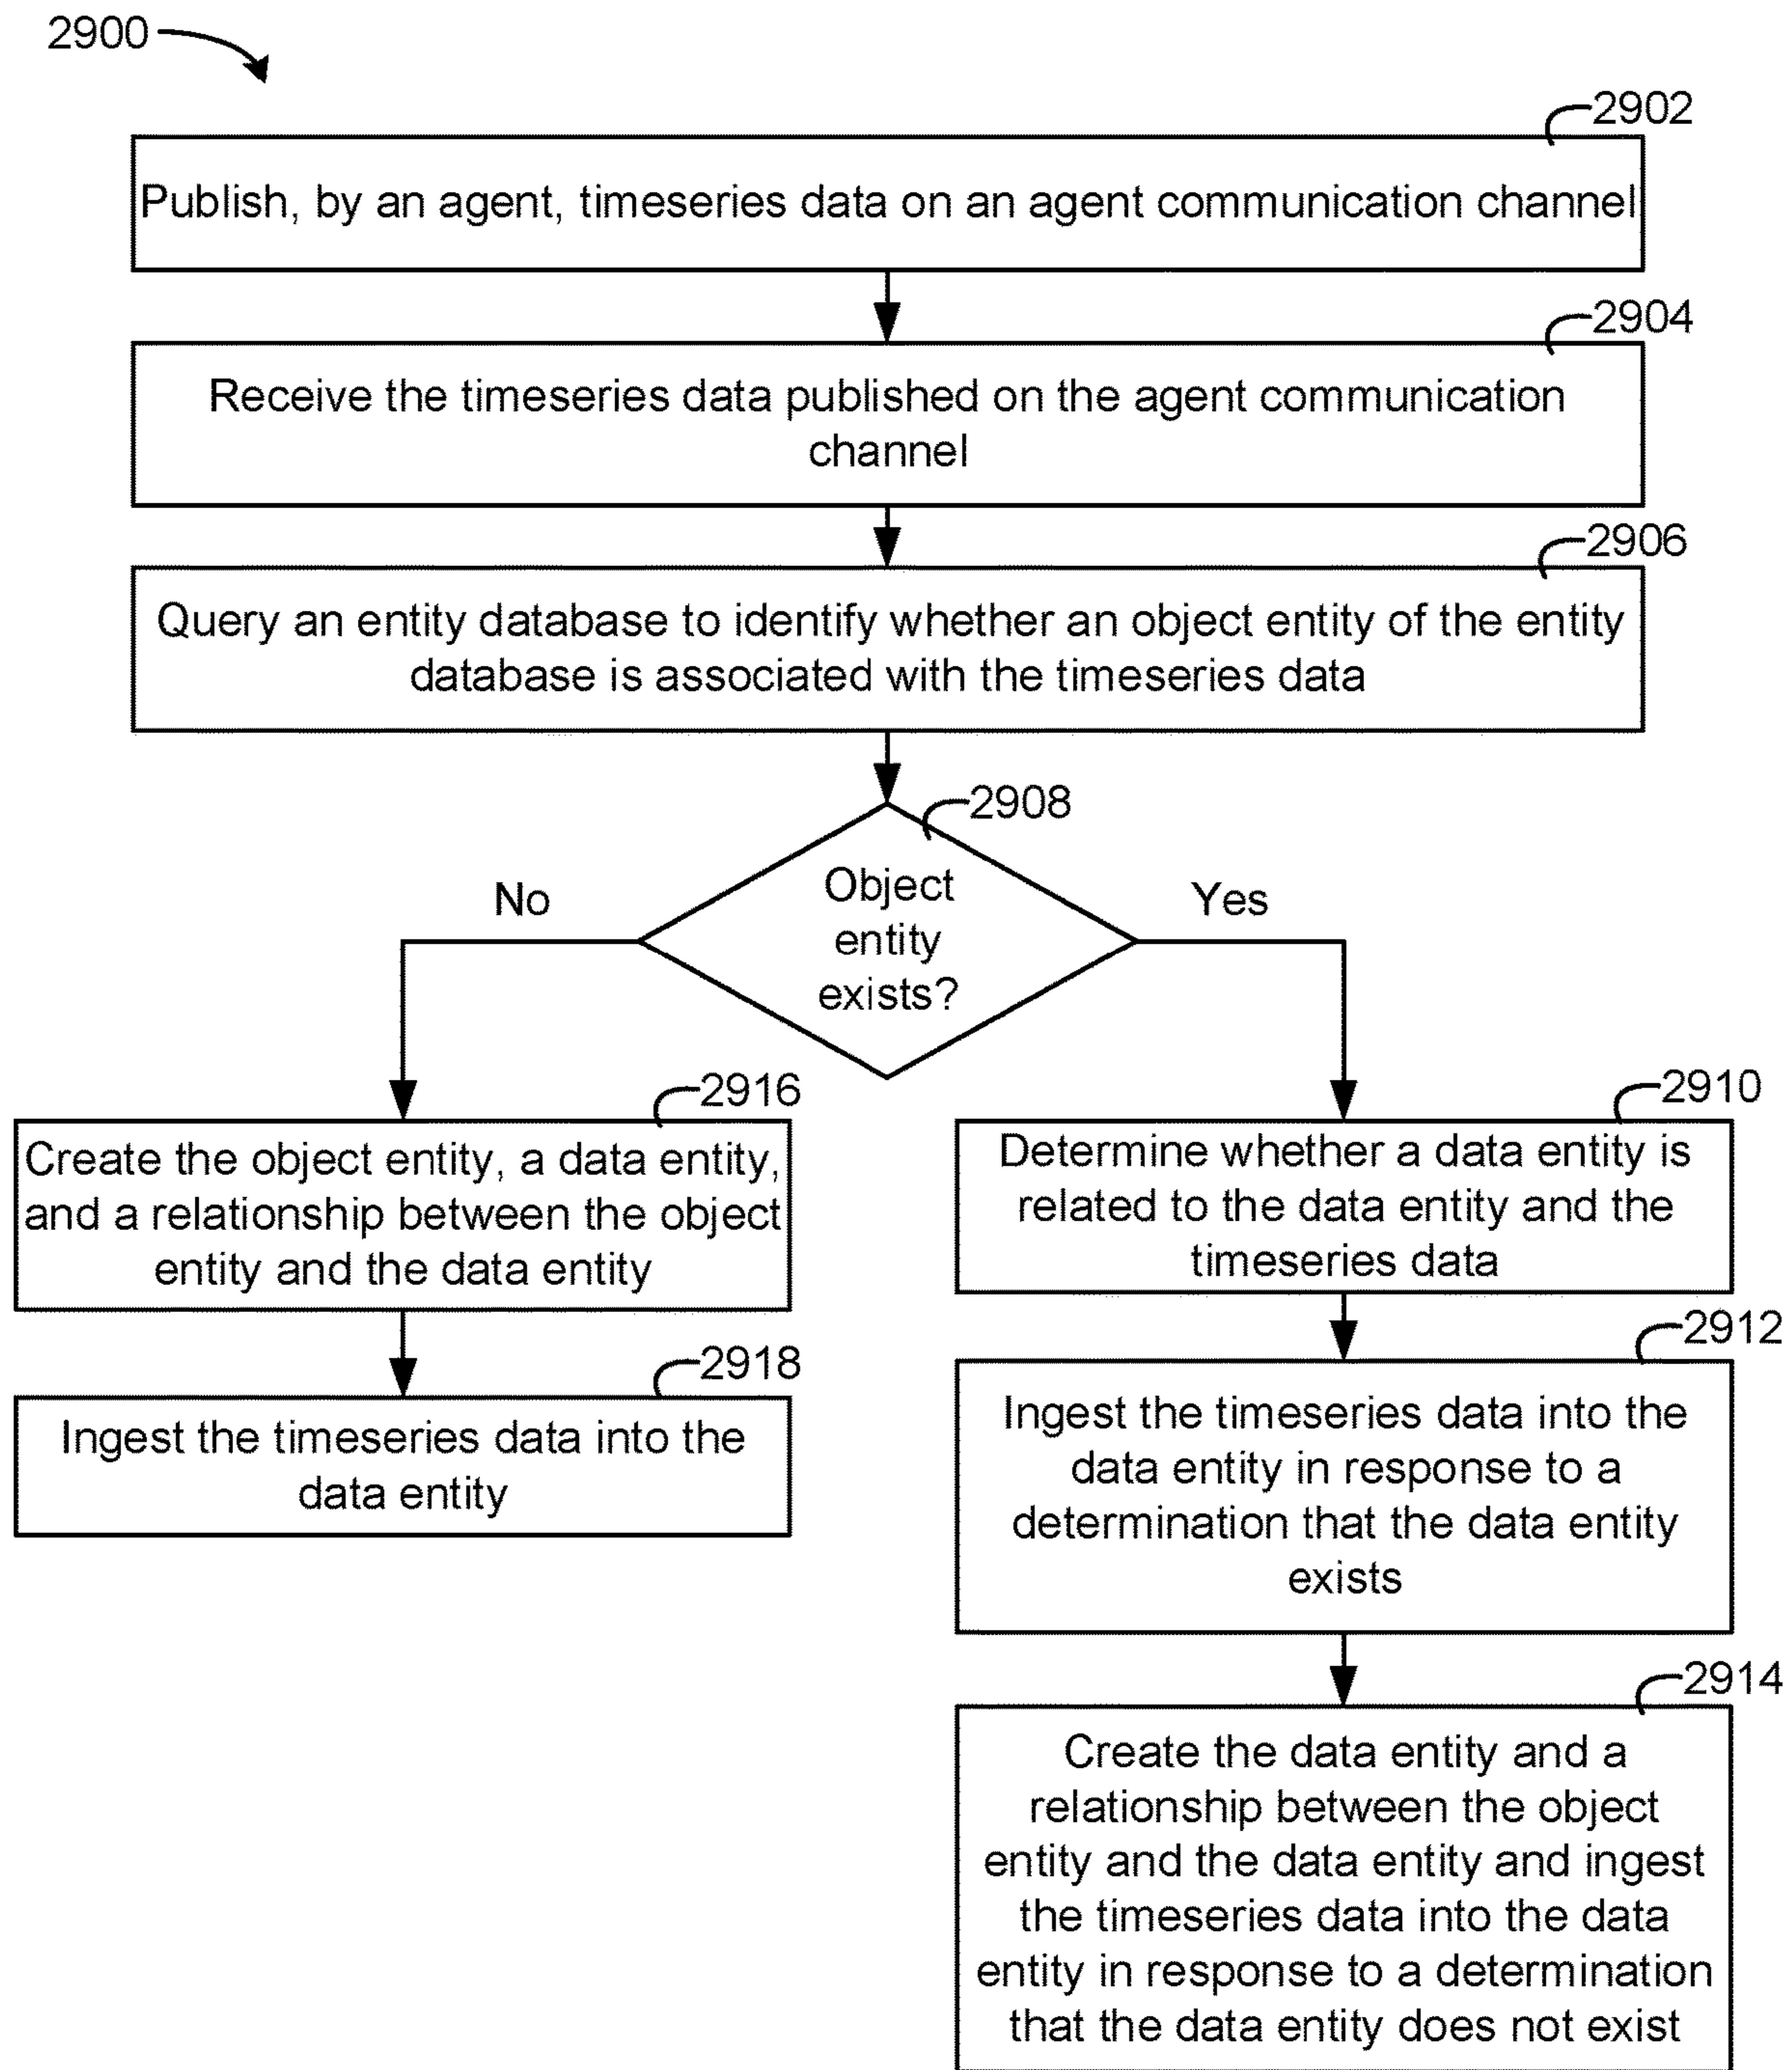 2900
2902
Publish, by an agent, timeseries data on an agent communication channel
2904
Receive the timeseries data published on the agent communication
channel
2906
Query an entity database to identify whether an object entity of the entity
database is associated with the timeseries data
2908
Object
entity
exists?
No
Yes
2916
Create the object entity, a data entity,
and a relationship between the object
entity and the data entity
2918
Ingest the timeseries data into the
data entity
2910
Determine whether a data entity is
related to the data entity and the
timeseries data
2912
Ingest the timeseries data into the
data entity in response to a
determination that the data entity
exists
2914
Create the data entity and a
relationship between the object
entity and the data entity and ingest
the timeseries data into the data
entity in response to a determination
that the data entity does not exist